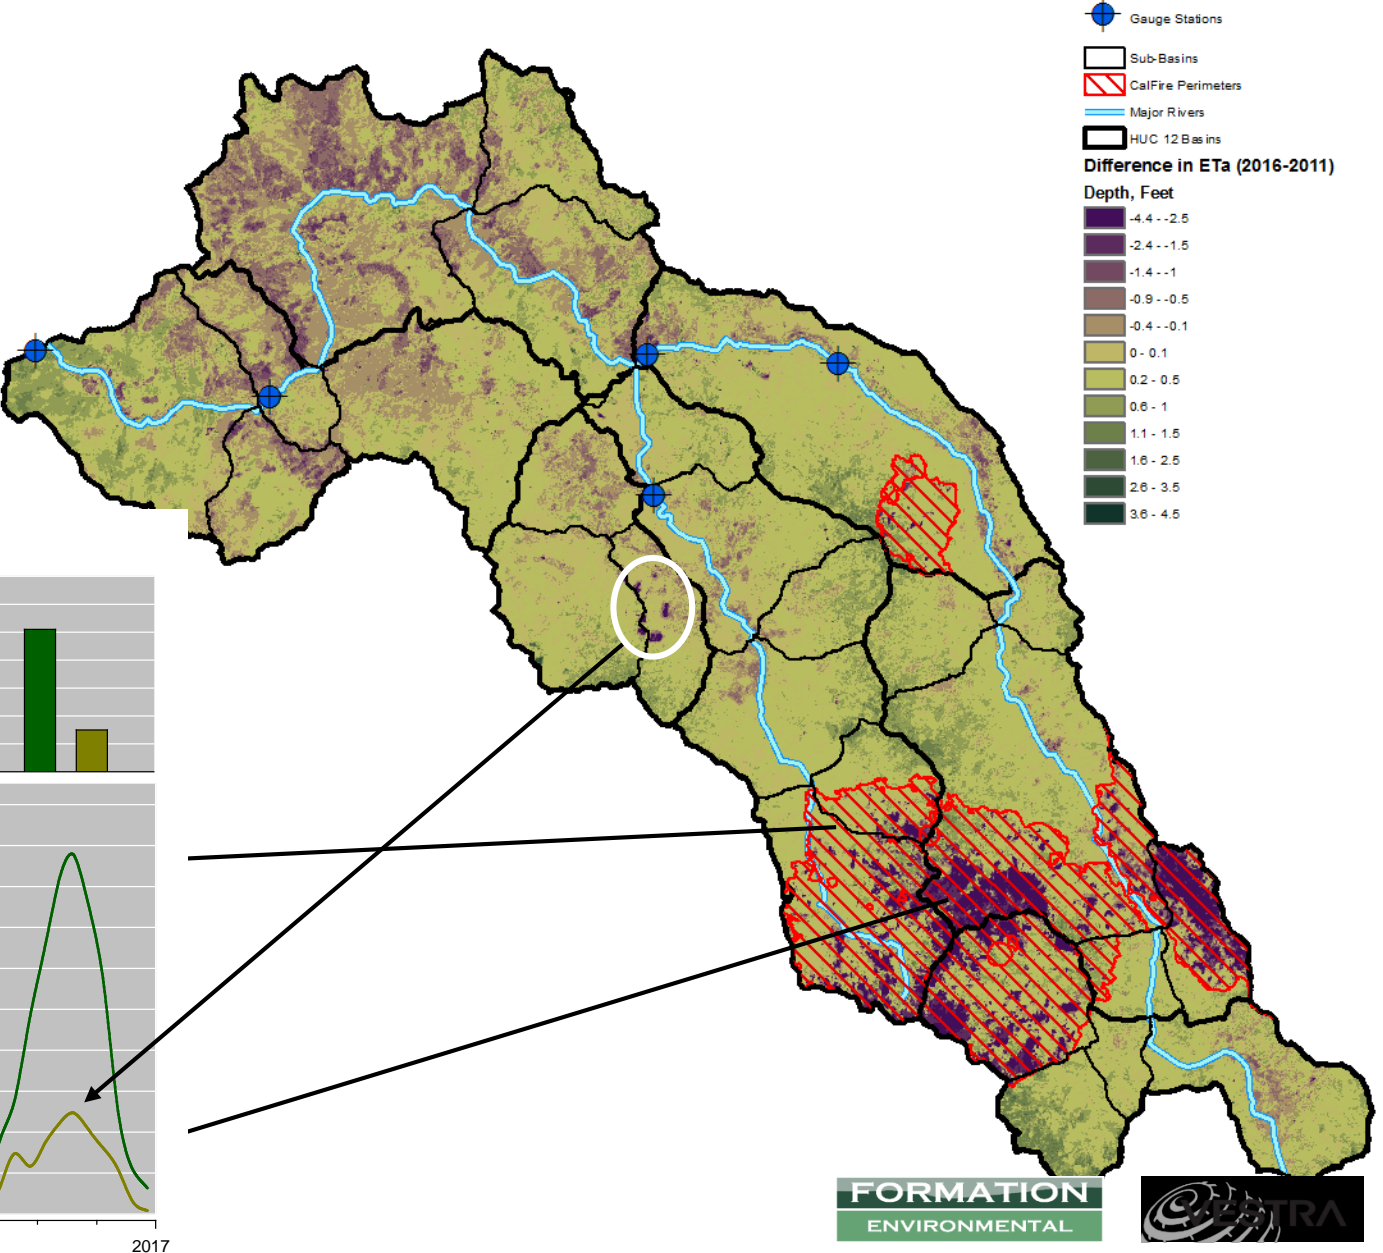 Gauge Stations
Sub-Basins
CalFire Perimeters
Major Rivers
HUC 12 Basins
Difference in ETa (2016-2011)
Depth, Feet
-4.4 - -2.5
-2.4 - -1.5
-1.4 - -1
-0.9 - -0.5
-0.4 - -0.1
0 - 0.1
0.2 - 0.5
0.6 - 1
1.1 - 1.5
1.6 - 2.5
2.6 - 3.5
3.6 - 4.5
2017
FORMATION
ENVIRONMENTAL
VESTRA